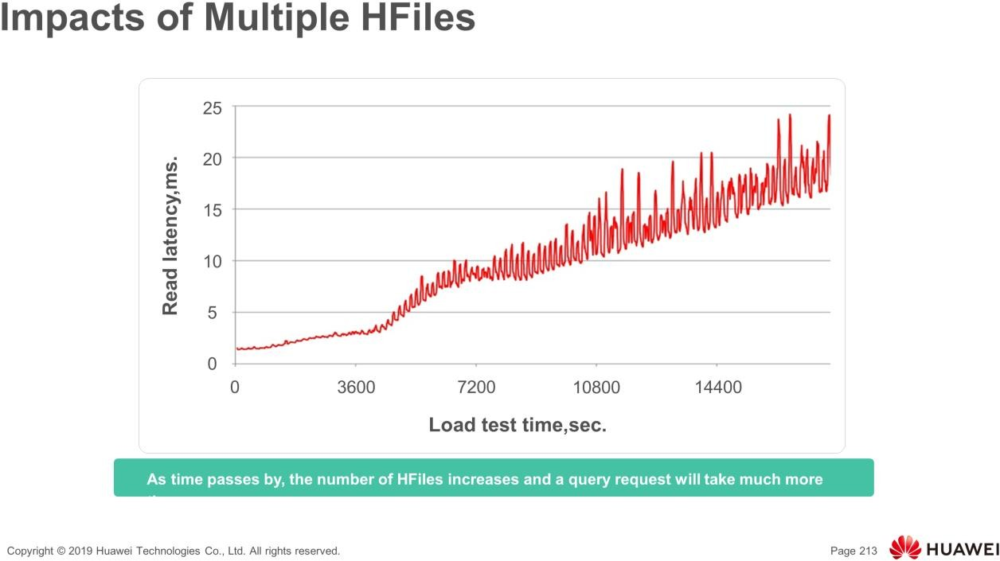 Impacts of Multiple HFiles
25
20
15
10
5
0
Read latency,ms.
0 3600 7200 10800 14400
Load test time,sec.
As time passes by, the number of HFiles increases and a query request will take much more
Copyright © 2019 Huawei Technologies Co., Ltd. All rights reserved.
Page 213
HUAWEI